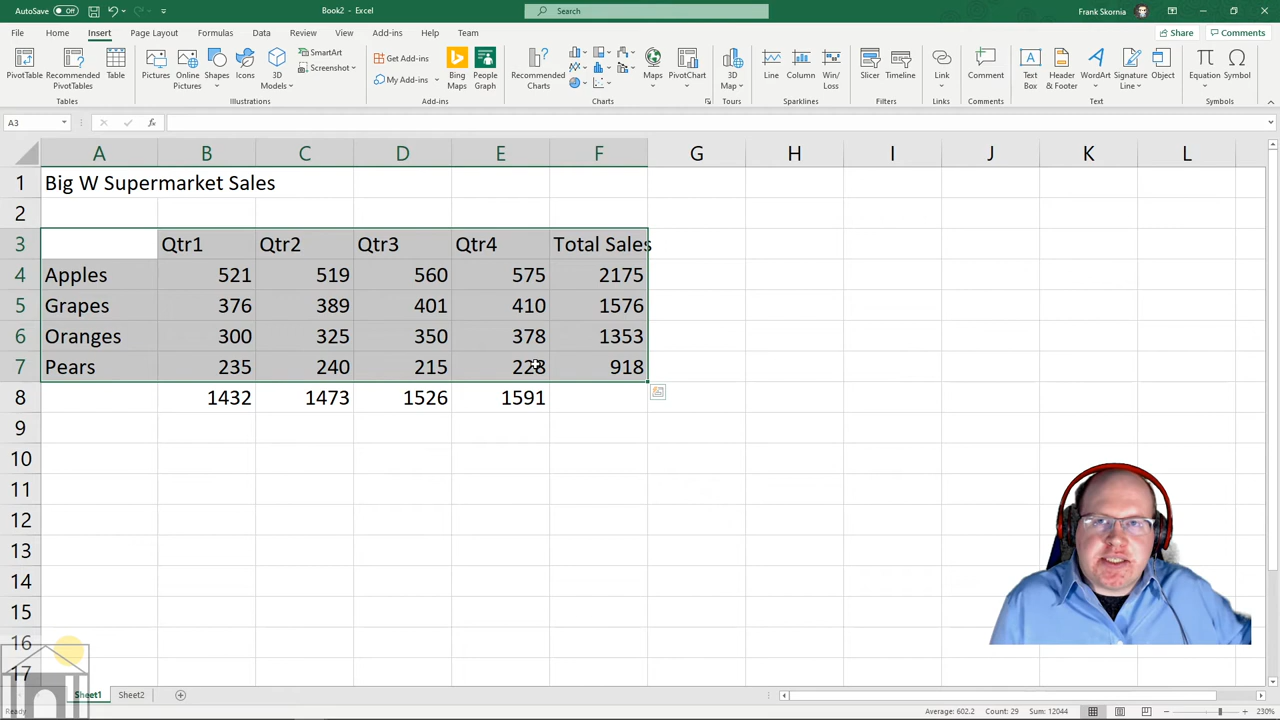 AutoSave Off Book2 - Excel Search Frank Skornia
File Home Insert Page Layout Formulas Data Review View Add-ins Help Team Share Comments
PivotTable Recommended PivotTables Table Pictures Online Pictures Shapes Icons 3D Models SmartArt Screenshot Get Add-ins My Add-ins Bing Maps People Graph Recommended Charts Maps PivotChart 3D Map Line Column Win/Loss Slicer Timeline Link Comment Text Box Header & Footer WordArt Signature Line Object Equation Symbol
Tables Illustrations Add-ins Charts Tours Sparklines Filters Links Comments Text Symbols
A3 fx
A B C D E F G H I J K L
1 Big W Supermarket Sales
2
3 Qtr1 Qtr2 Qtr3 Qtr4 Total Sales
4 Apples 521 519 560 575 2175
5 Grapes 376 389 401 410 1576
6 Oranges 300 325 350 378 1353
7 Pears 235 240 215 228 918
8 1432 1473 1526 1591
9
10
11
12
13
14
15
16
17
Sheet1 Sheet2
Average: 602.2 Count: 29 Sum: 12044 230%